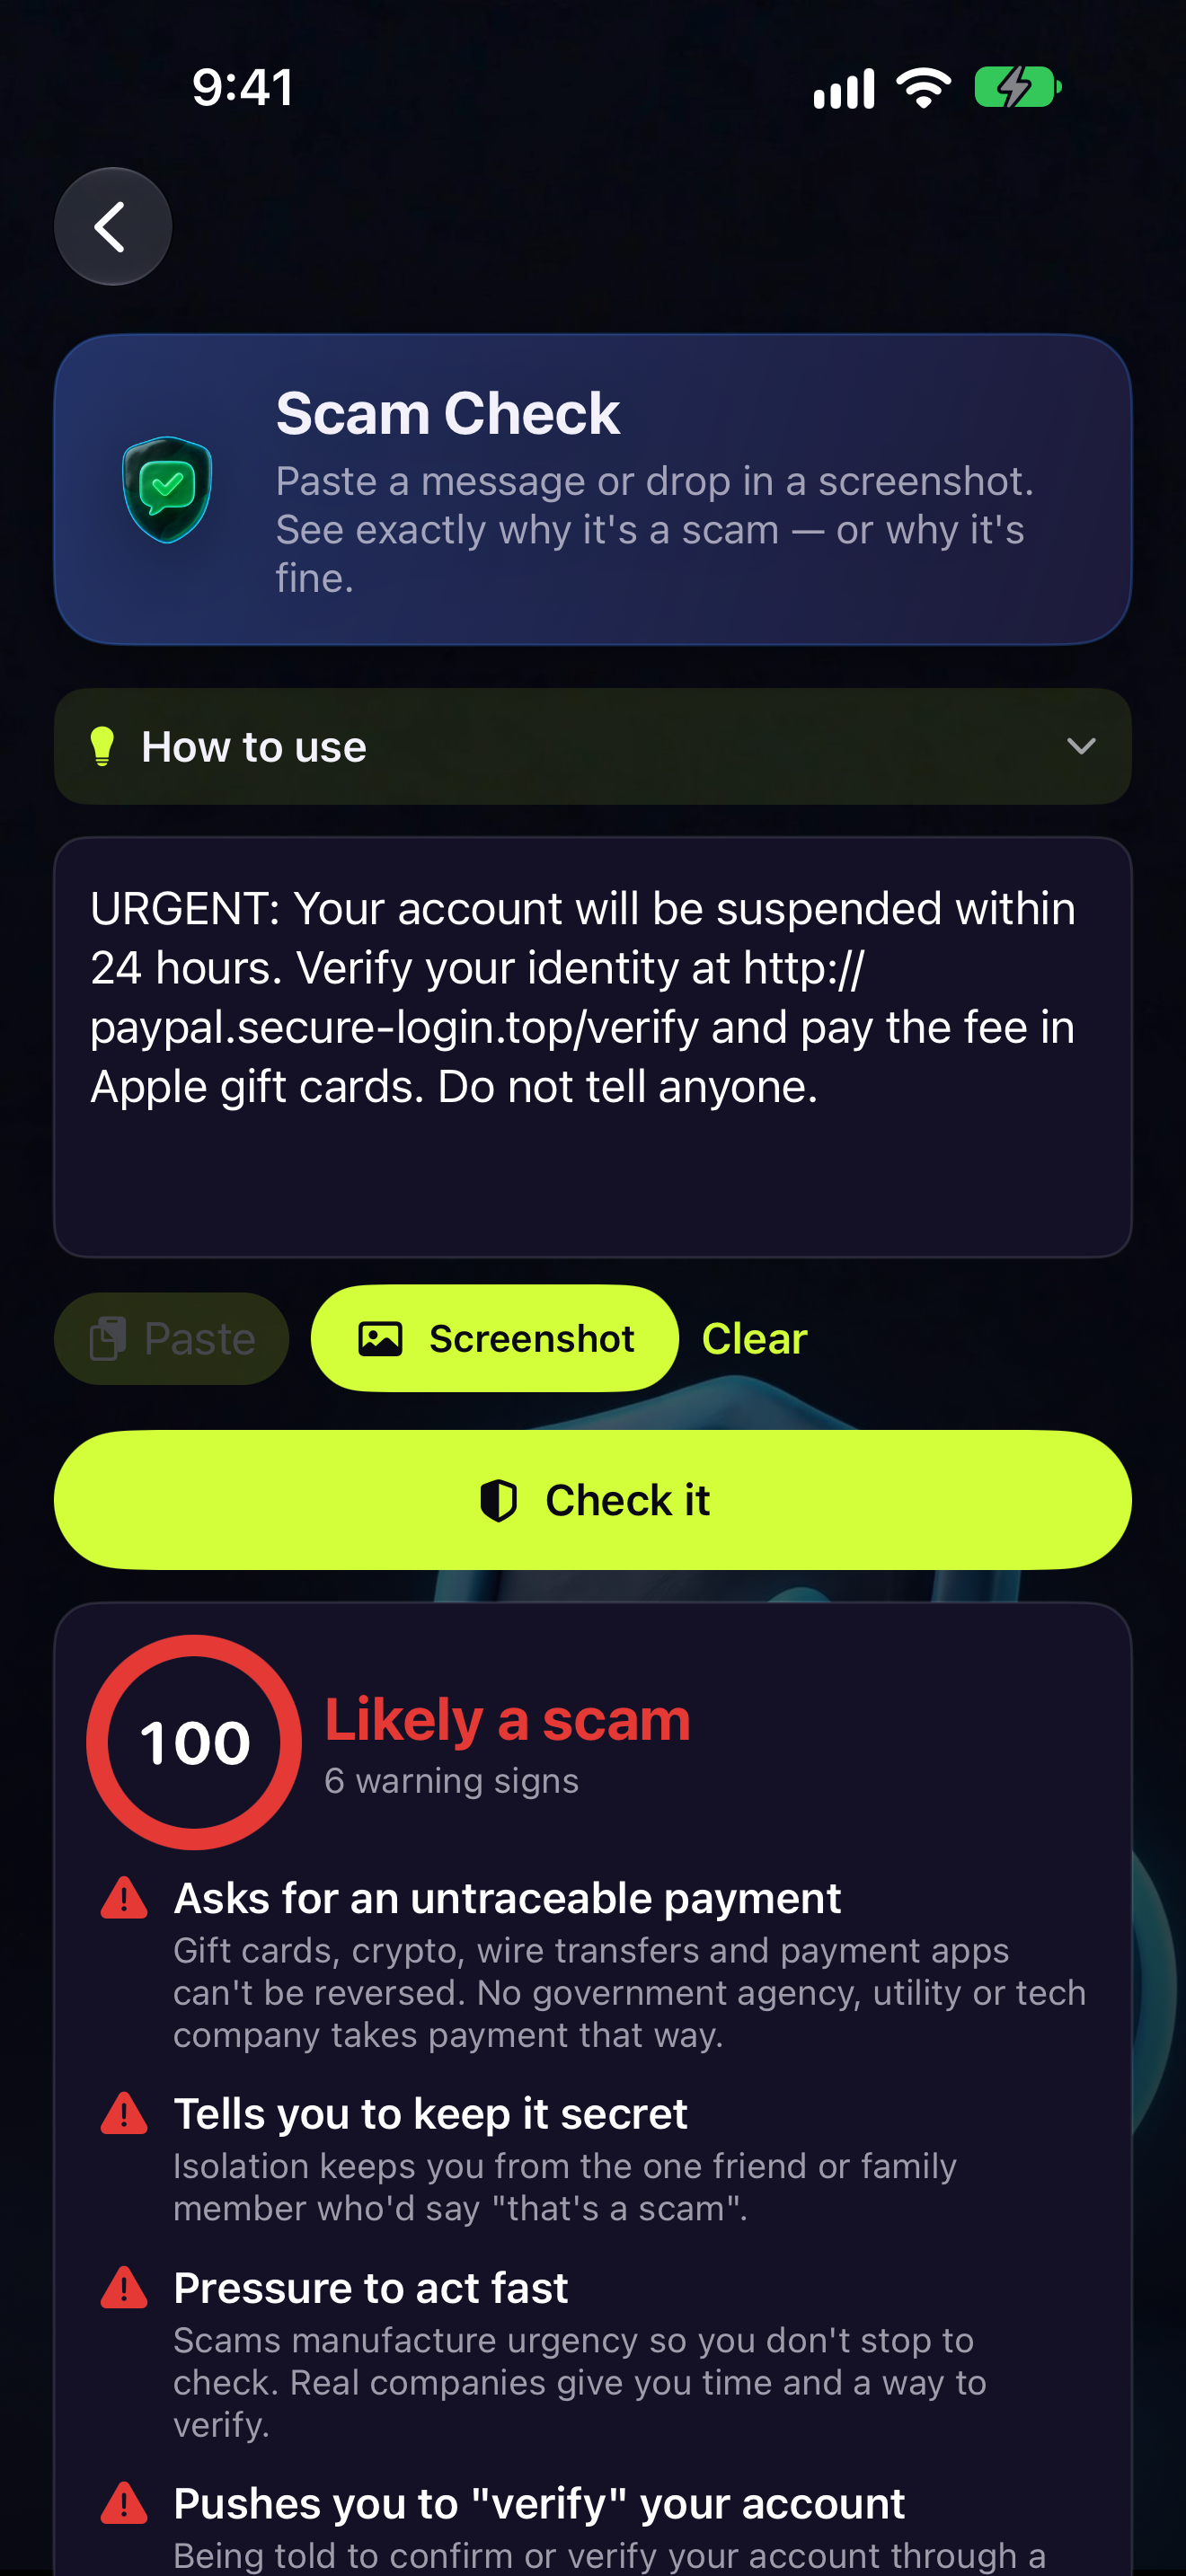 9:41
Scam Check
Paste a message or drop in a screenshot.
See exactly why it's a scam — or why it's
fine.
How to use
URGENT: Your account will be suspended within
24 hours. Verify your identity at http://
paypal.secure-login.top/verify and pay the fee in
Apple gift cards. Do not tell anyone.
Paste
Screenshot
Clear
Check it
100
Likely a scam
6 warning signs
Asks for an untraceable payment
Gift cards, crypto, wire transfers and payment apps
can't be reversed. No government agency, utility or tech
company takes payment that way.
Tells you to keep it secret
Isolation keeps you from the one friend or family
member who'd say "that's a scam".
Pressure to act fast
Scams manufacture urgency so you don't stop to
check. Real companies give you time and a way to
verify.
Pushes you to "verify" your account
Being told to confirm or verify your account through a